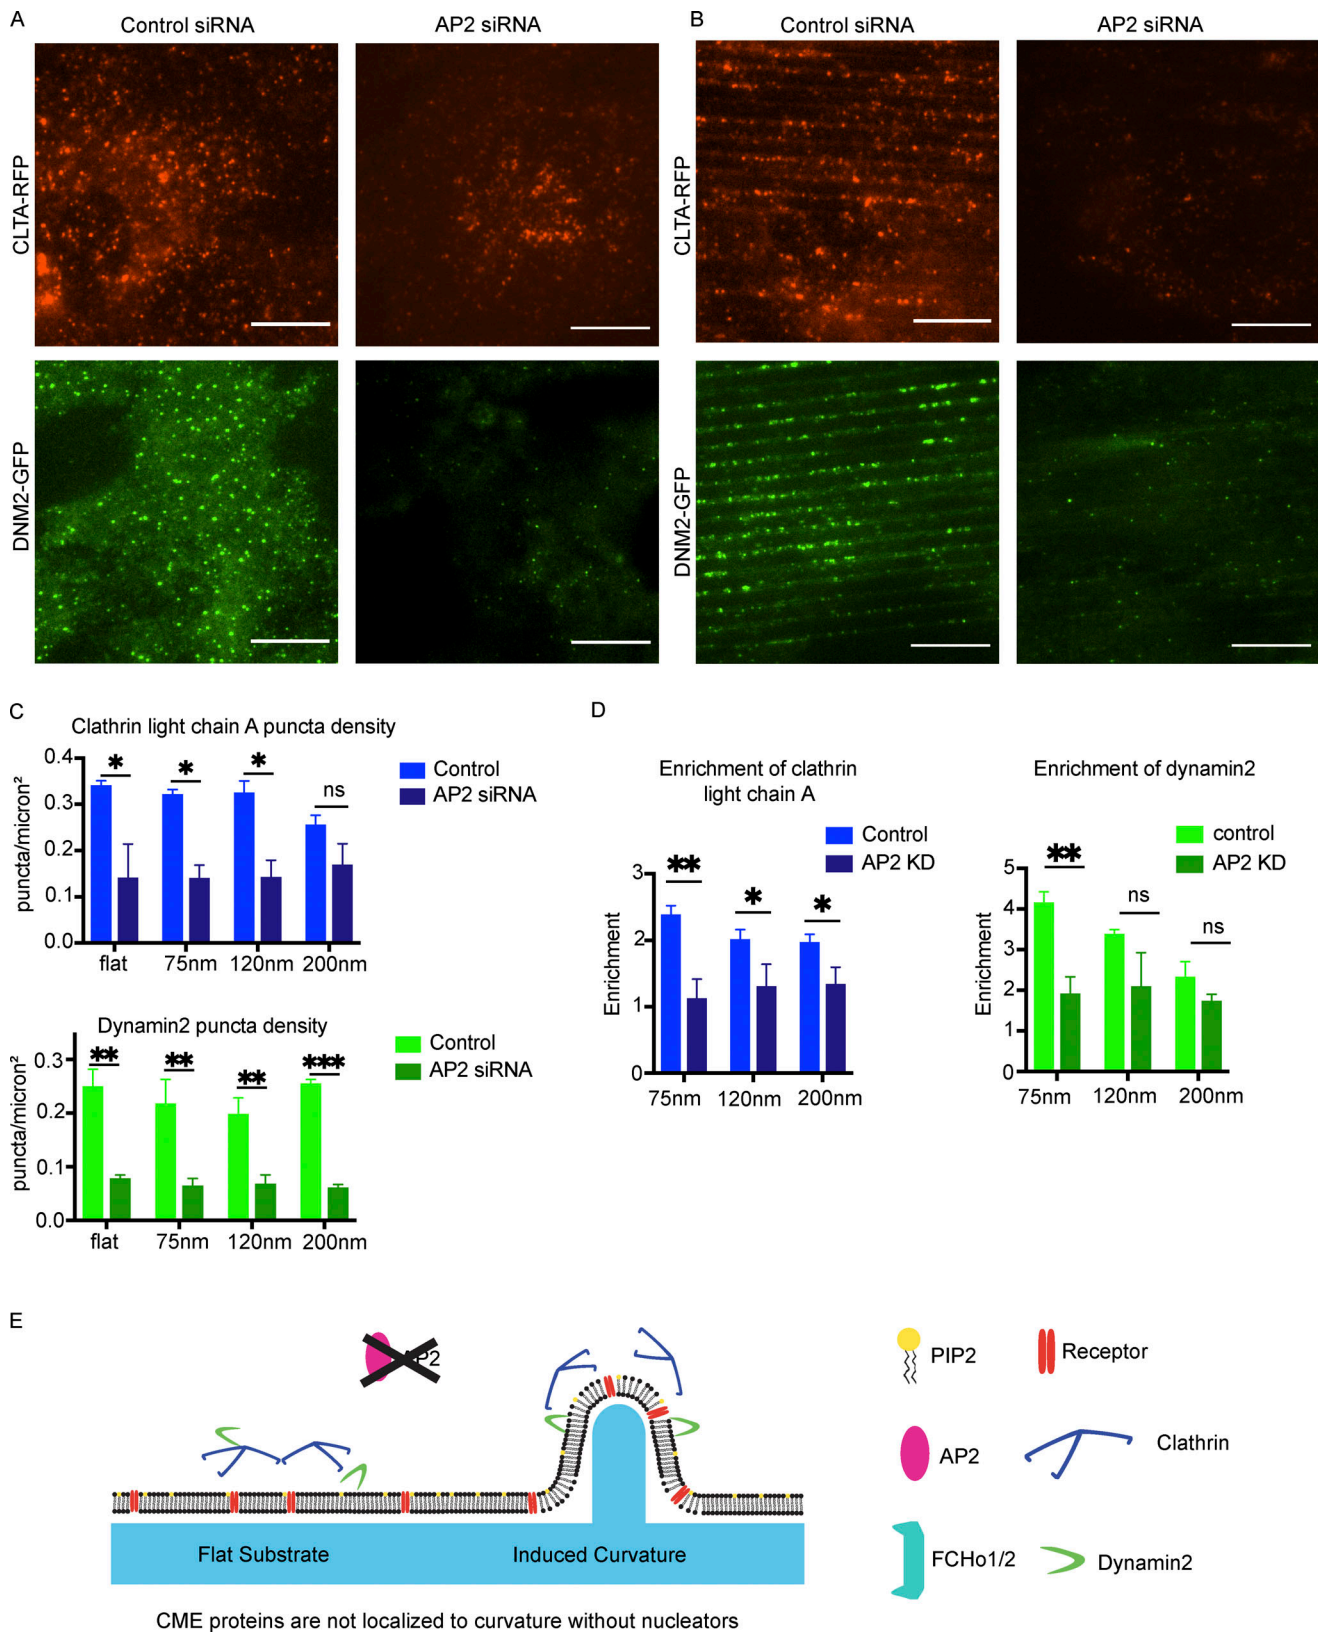 A
Control siRNA
AP2 siRNA
B
Control siRNA
AP2 siRNA
CLTA-RFP
CLTA-RFP
DNM2-GFP
DNM2-GFP
C
Clathrin light chain A puncta density
puncta/micron²
0.4
0.3
0.2
0.1
0.0
*
*
*
ns
flat
75nm
120nm
200nm
Control
AP2 siRNA
Dynamin2 puncta density
puncta/micron²
0.3
0.2
0.1
0.0
**
**
**
***
flat
75nm
120nm
200nm
Control
AP2 siRNA
D
Enrichment of clathrin
light chain A
Control
AP2 KD
Enrichment
3
2
1
0
**
*
*
75nm
120nm
200nm
Enrichment of dynamin2
control
AP2 KD
Enrichment
5
4
3
2
1
0
**
ns
ns
75nm
120nm
200nm
E
AP2
Flat Substrate
Induced Curvature
CME proteins are not localized to curvature without nucleators
PIP2
Receptor
AP2
Clathrin
FCHo1/2
Dynamin2